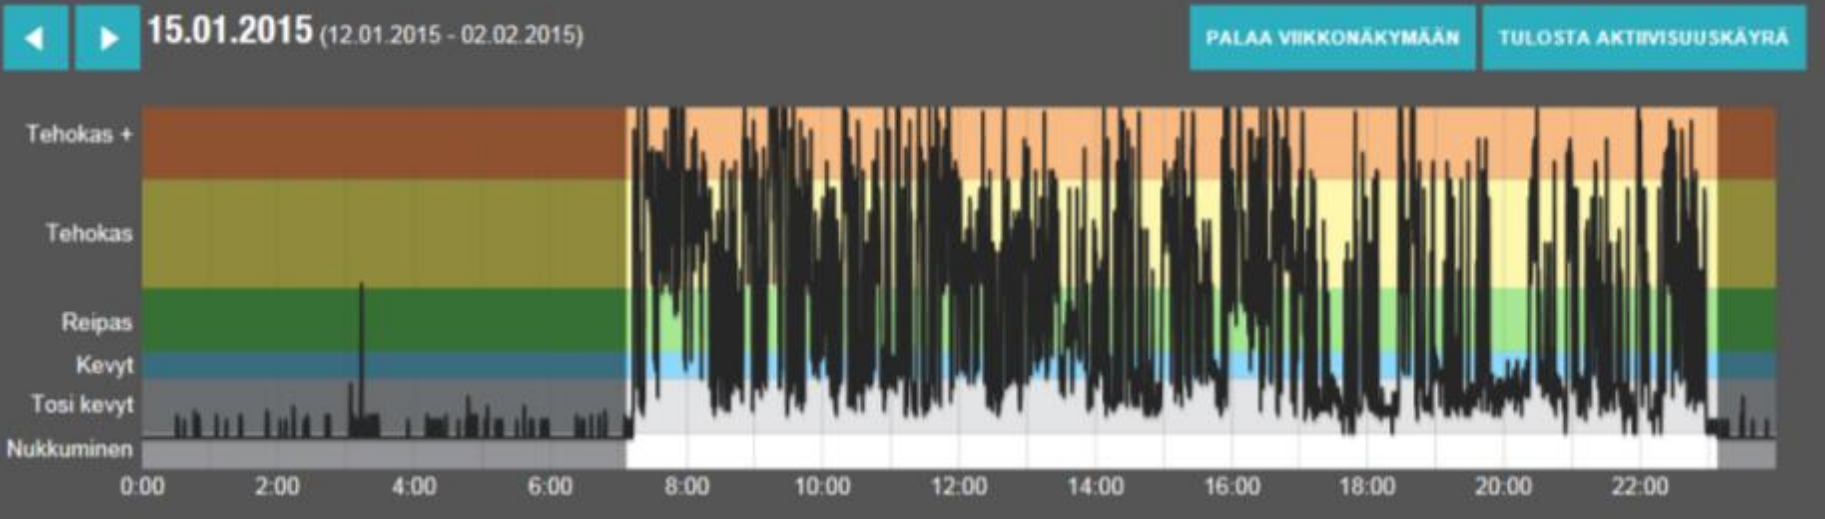 15.01.2015 (12.01.2015 - 02.02.2015)
PALAA VIIKKONÄKYMÄÄN
TULOSTA AKTIIVISUUSKÄYRÄ
Tehokas +
Tehokas
Reipas
Kevyt
Tosi kevyt
Nukkuminen
0:00 2:00 4:00 6:00 8:00 10:00 12:00 14:00 16:00 18:00 20:00 22:00